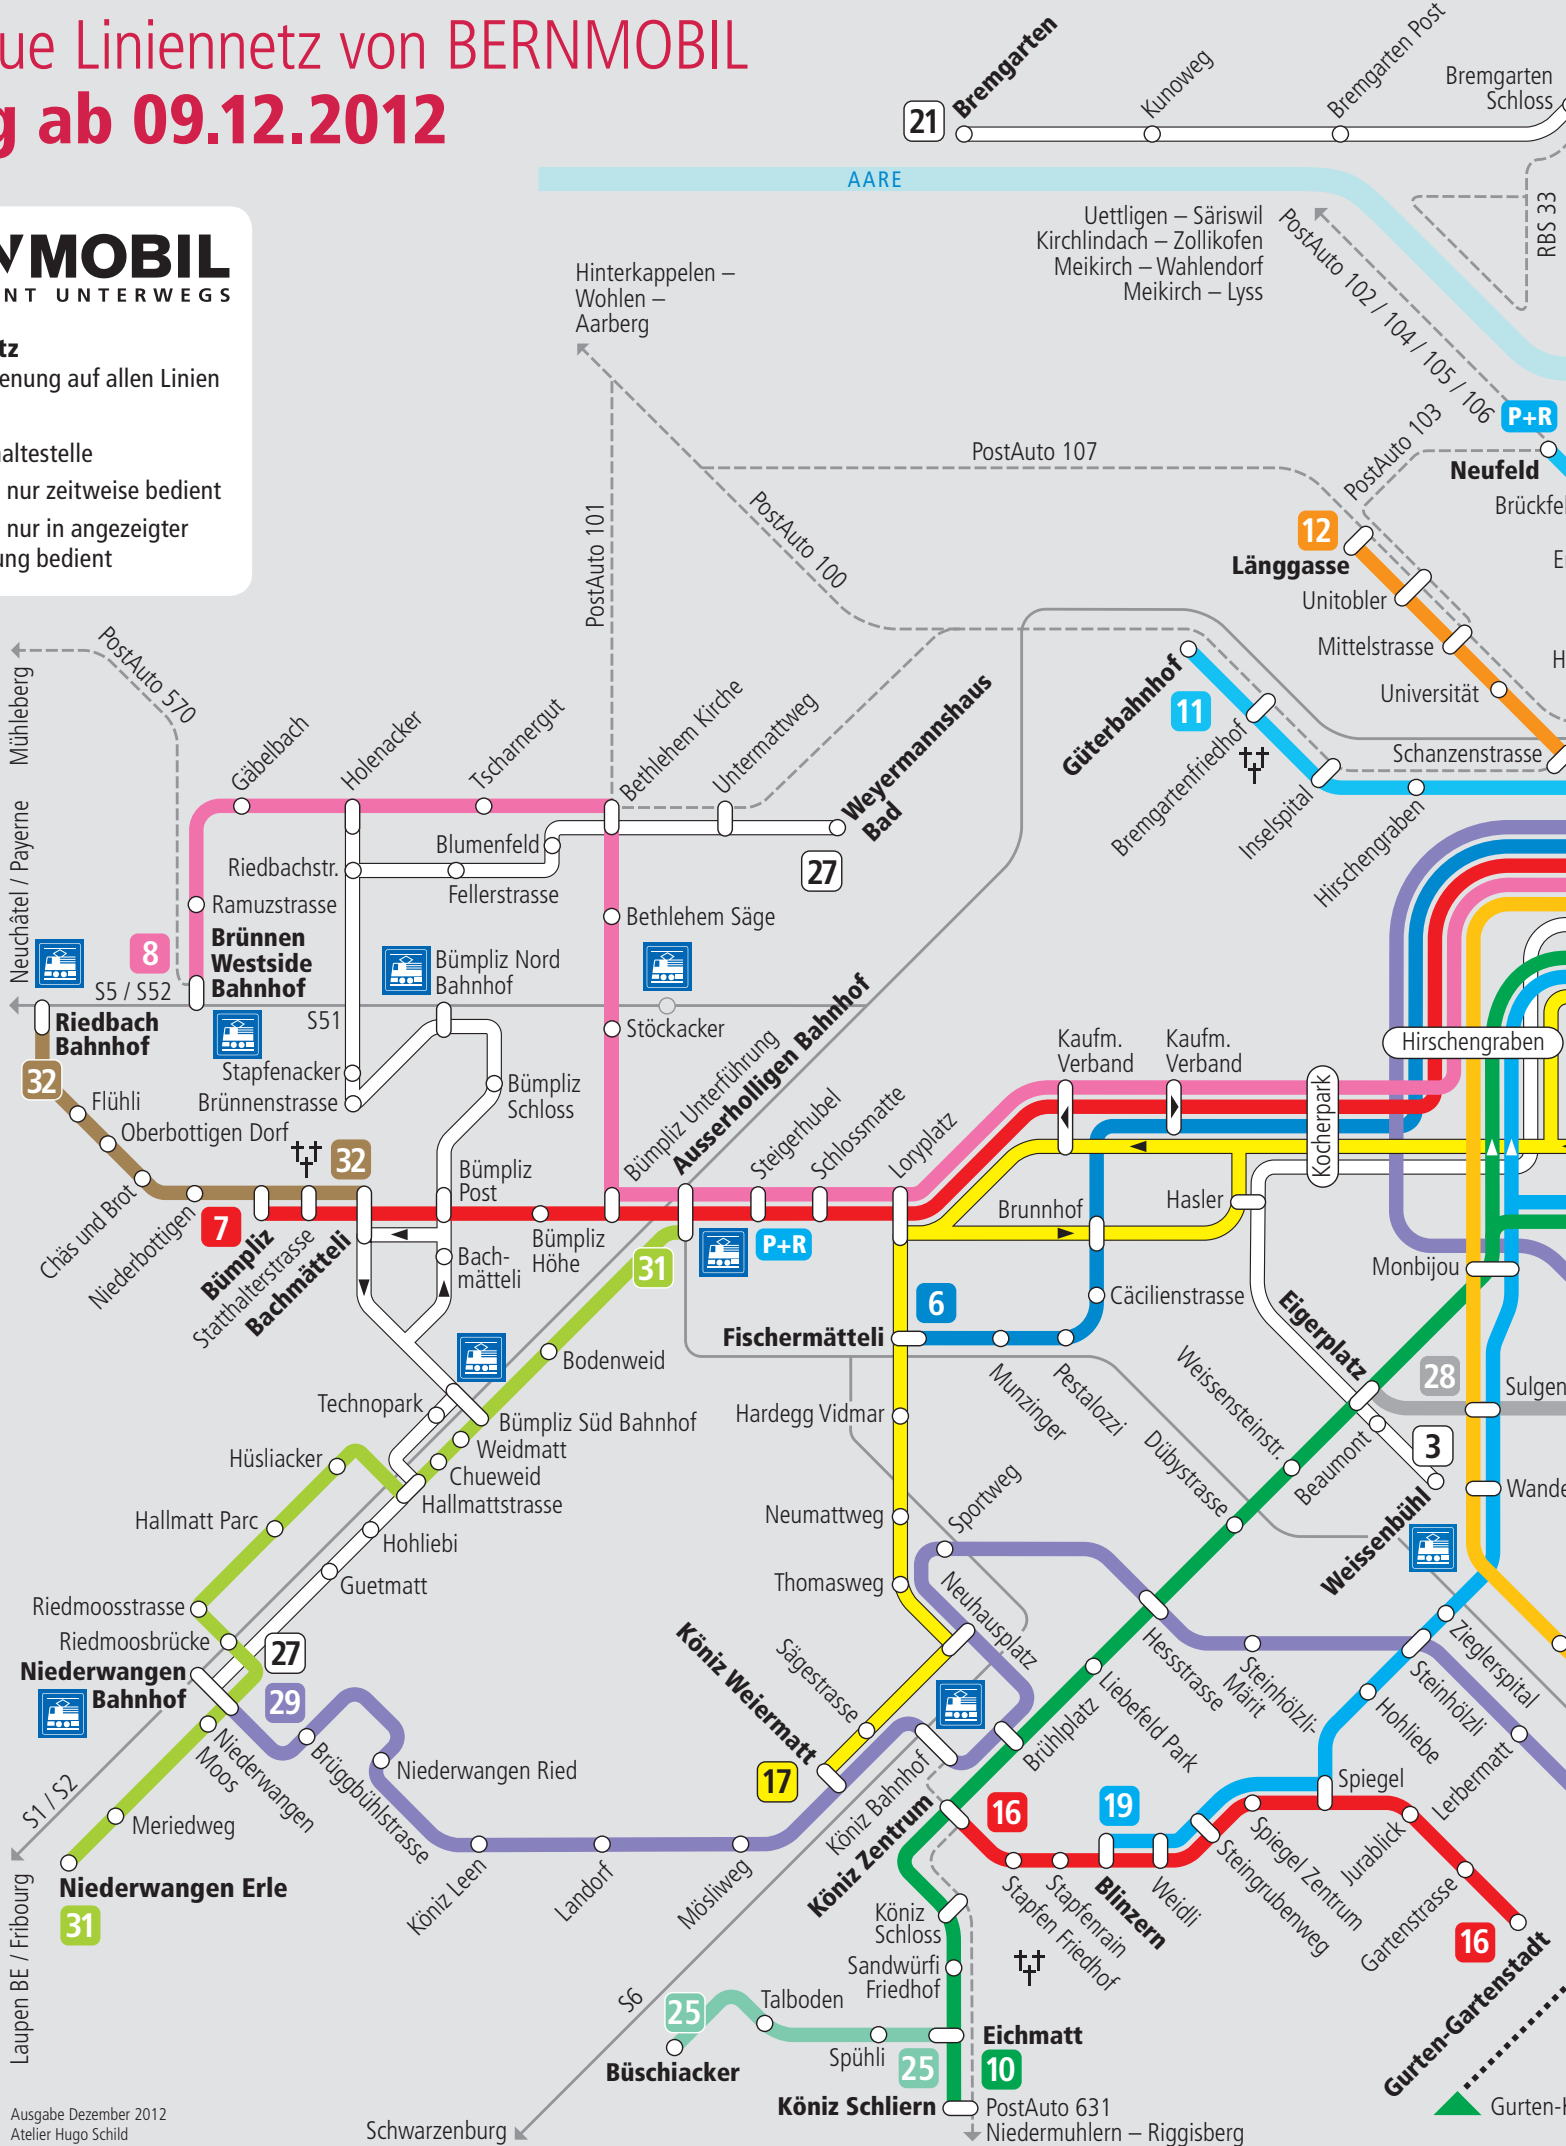 ue Liniennetz von BERNMOBIL
g ab 09.12.2012
MOBIL
NT UNTERWEGS
tz
enung auf allen Linien
altestelle
nur zeitweise bedient
nur in angezeigter
ung bedient
21
Bremgarten
Kunoweg
Bremgarten Post
Bremgarten
Schloss
AARE
RBS 33
Uettligen – Säriswil
Kirchlindach – Zollikofen
Meikirch – Wahlendorf
Meikirch – Lyss
PostAuto 102 / 104 / 105 / 106
Hinterkappelen –
Wohlen –
Aarberg
P+R
Neufeld
Brückfe
PostAuto 107
PostAuto 103
PostAuto 101
PostAuto 100
12
Länggasse
Unitobler
Mittelstrasse
Universität
Schanzenstrasse
E
H
PostAuto 570
Mühleberg
Neuchâtel / Payerne
Gäbelbach
Holenacker
Tscharnergut
Bethlehem Kirche
Untermattweg
Weyermannshaus
Bad
27
Güterbahnhof
11
Bremgartenfriedhof
Inselspital
Hirschengraben
Blumenfeld
Riedbachstr.
Fellerstrasse
Ramuzstrasse
8
Brünnen
Westside
Bahnhof
Bethlehem Säge
Bümpliz Nord
Bahnhof
S5 / S52
S51
Riedbach
Bahnhof
32
Stöckacker
Stapfenacker
Brünnenstrasse
Bümpliz
Schloss
Flühli
Oberbottigen Dorf
Chäs und Brot
Niederbottigen
32
7
Bümpliz
Statthalterstrasse
Bachmätteli
Bümpliz
Post
Bach-
mätteli
Bümpliz
Höhe
Bümpliz Unterführung
Ausserholligen Bahnhof
Steigerhubel
Schlossmatte
Loryplatz
31
P+R
Kaufm.
Verband
Kaufm.
Verband
Kocherpark
Hirschengraben
Brunnhof
Hasler
Cäcilienstrasse
6
Fischermätteli
Munzinger
Pestalozzi
Monbijou
Eigerplatz
28
Sulgen
3
Weissenbühl
Beaumont
Weissensteinstr.
Dübystrasse
Wande
Bodenweid
Technopark
Bümpliz Süd Bahnhof
Weidmatt
Chueweid
Hallmattstrasse
Hüsliacker
Hallmatt Parc
Hohliebi
Guetmatt
Riedmoosstrasse
Riedmoosbrücke
Niederwangen
Bahnhof
27
29
Hardegg Vidmar
Neumattweg
Thomasweg
Sportweg
Neuhausplatz
Köniz Weiermatt
Sägestrasse
17
Hessstrasse
Steinhölzli-
Märit
Steinhölzli
Zieglerspital
Hohliebe
Lerbermatt
Liebefeld Park
Brühlplatz
Köniz Bahnhof
Köniz Zentrum
S1 / S2
Niederwangen
Moos
Meriedweg
Niederwangen Erle
31
Brüggbühlstrasse
Niederwangen Ried
Köniz Leen
Landorf
Mösliweg
Laupen BE / Fribourg
16
Stapfen Friedhof
Stapfenrain
19
Blinzern
Weidli
Steingrubenweg
Spiegel Zentrum
Spiegel
Jurablick
Gartenstrasse
16
Gurten-Gartenstadt
Köniz
Schloss
Sandwürfi
Friedhof
S6
25
Talboden
Spühli
Büschiacker
25
Eichmatt
10
Köniz Schliern
PostAuto 631
Niedermuhlern – Riggisberg
Schwarzenburg
Gurten-
Ausgabe Dezember 2012
Atelier Hugo Schild